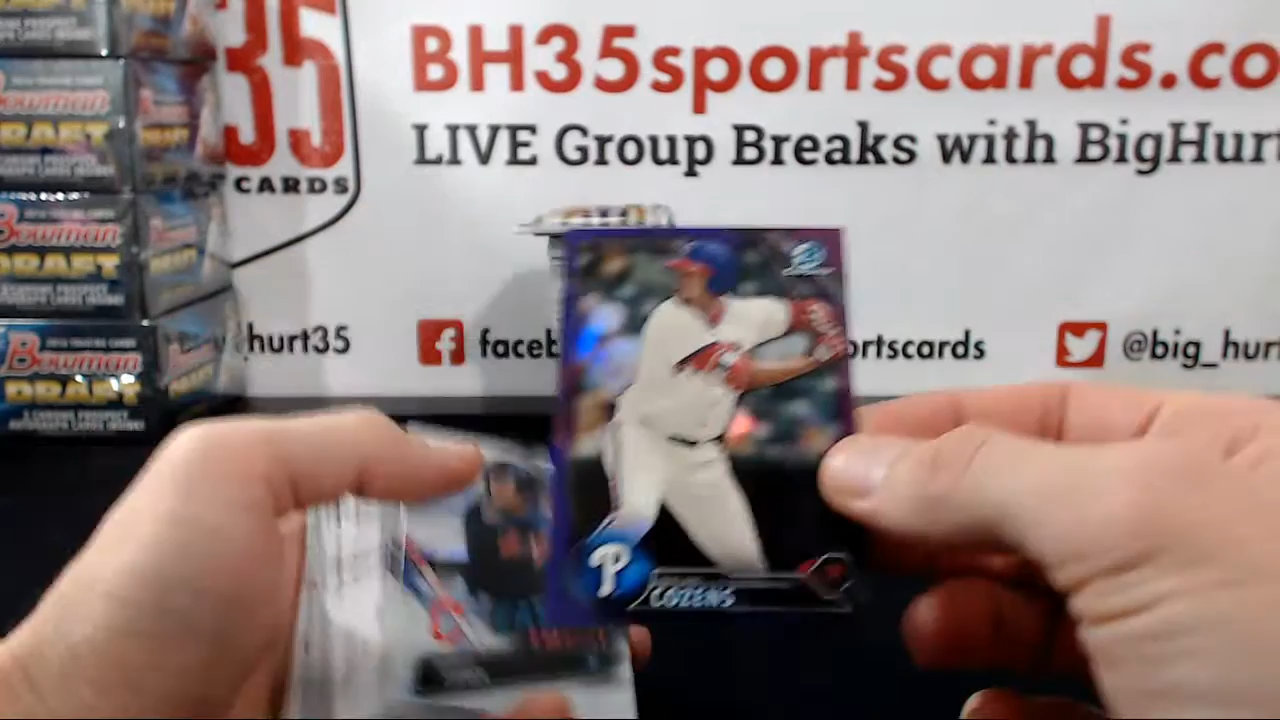 35
CARDS
BH35sportscards.co
LIVE Group Breaks with BigHurt
hurt35
faceb
ortscards
@big_hurt
Bowman
DRAFT
Bowman
DRAFT
Bowman
DRAFT
P
COZENS